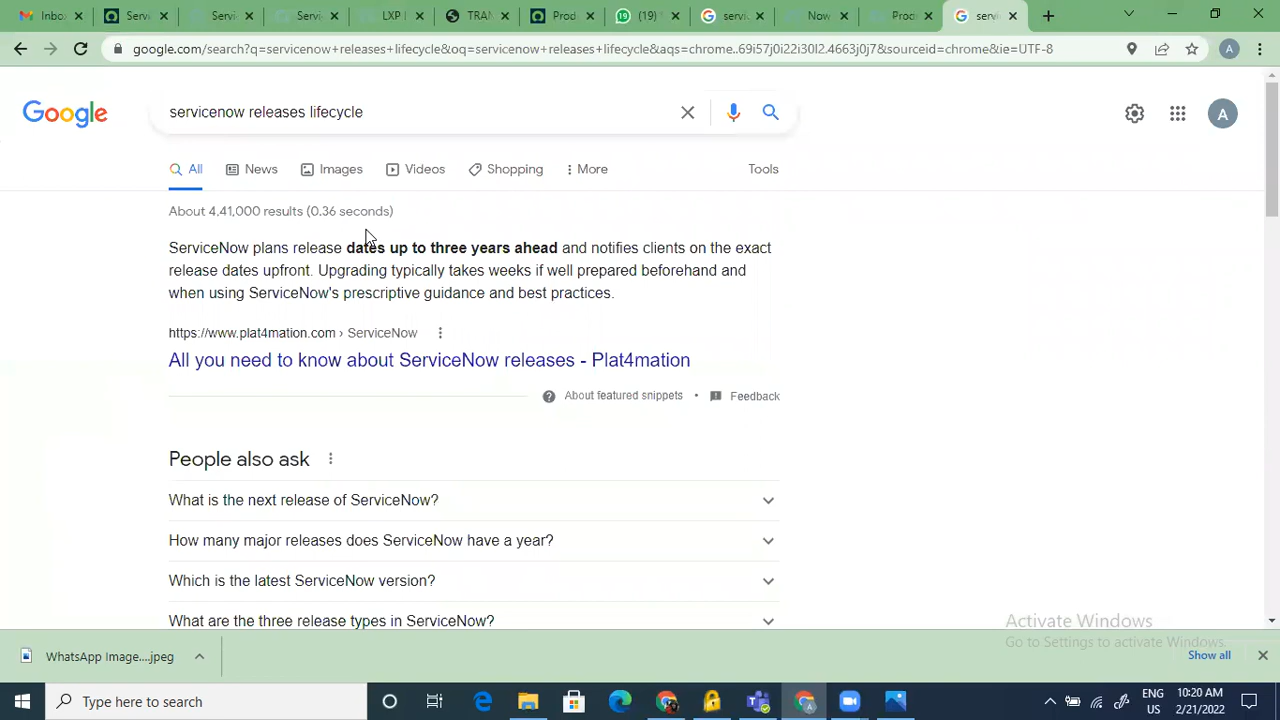 Inbo
Servi
Servi
Servi
LXP
TRAN
Prod
(19)
servi
Now
Prod
servi
google.com/search?q=servicenow+releases+lifecycle&oq=servicenow+releases+lifecycle&aqs=chrome..69i57j0i22i30l2.4663j0j7&sourceid=chrome&ie=UTF-8
A
Google
servicenow releases lifecycle
A
All
News
Images
Videos
Shopping
More
Tools
About 4,41,000 results (0.36 seconds)
ServiceNow plans release dates up to three years ahead and notifies clients on the exact
release dates upfront. Upgrading typically takes weeks if well prepared beforehand and
when using ServiceNow's prescriptive guidance and best practices.
https://www.plat4mation.com › ServiceNow
All you need to know about ServiceNow releases - Plat4mation
About featured snippets • Feedback
People also ask
What is the next release of ServiceNow?
How many major releases does ServiceNow have a year?
Which is the latest ServiceNow version?
What are the three release types in ServiceNow?
Activate Windows
Go to Settings to activate Windows.
WhatsApp Image....jpeg
Show all
Type here to search
ENG
US
10:20 AM
2/21/2022